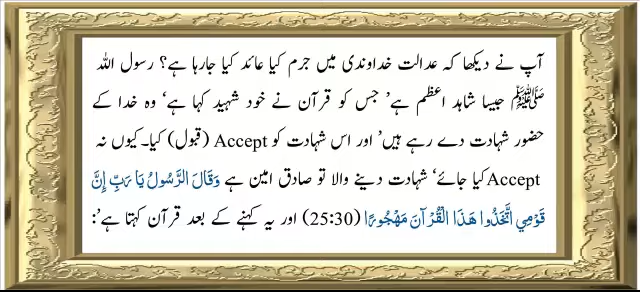 آپ نے دیکھا کہ عدالت خداوندی میں جرم کیا عائد کیا جارہا ہے؟ رسول اللہ
ﷺ جیسا شاہد اعظم ہے’ جس کو قرآن نے خود شہید کہا ہے‘ وہ خدا کے
حضور شہادت دے رہے ہیں’ اور اس شہادت کو Accept (قبول) کیا۔ کیوں نہ
Accept کیا جائے‘ شہادت دینے والا تو صادق امین ہے وَقَالَ الرَّسُولُ يَا رَبِّ إِنَّ
قَوْمِي اتَّخَذُوا هَذَا الْقُرْآنَ مَهْجُورًا (25:30) اور یہ کہنے کے بعد قرآن کہتا ہے’: